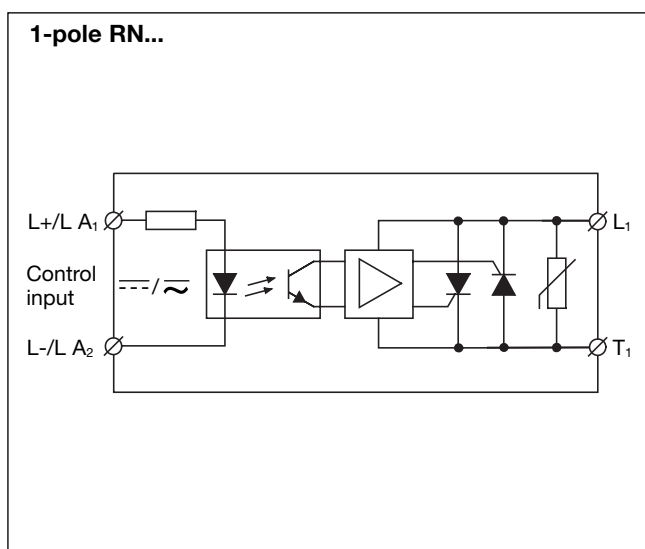 1-pole RN...
L+/L A₁
L₁
Control
input
L-/L A₂
T₁